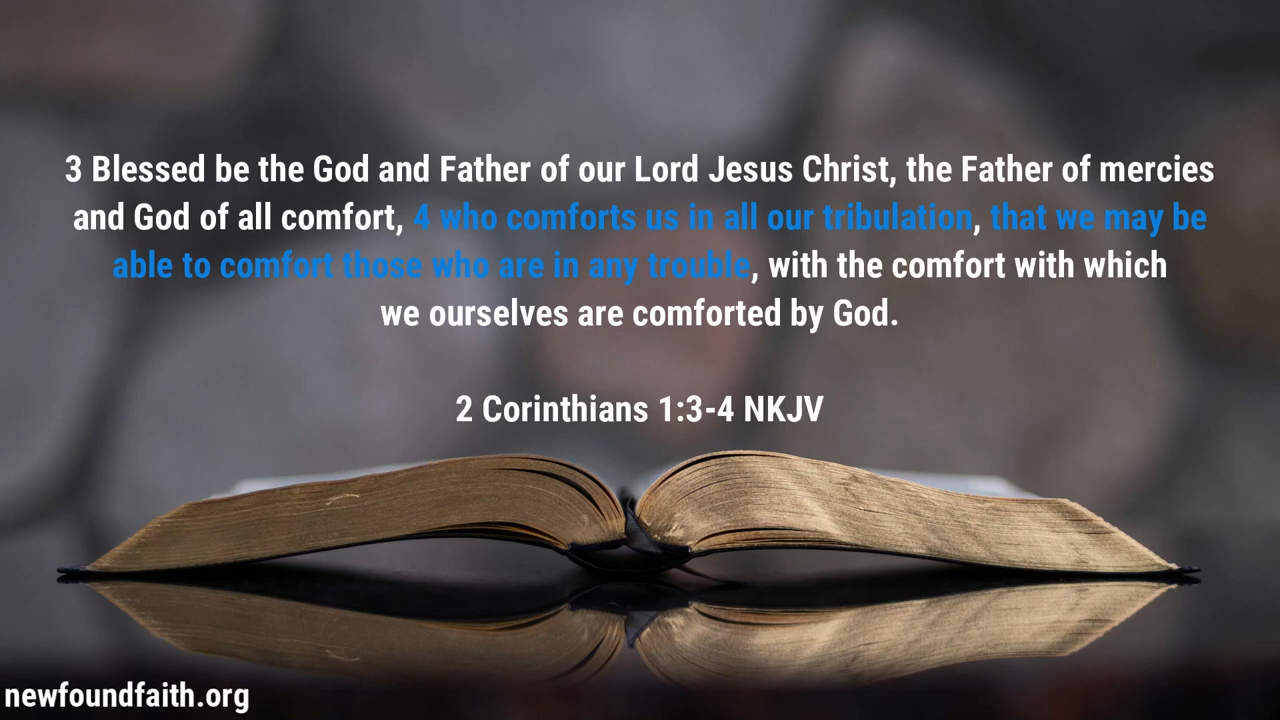 3 Blessed be the God and Father of our Lord Jesus Christ, the Father of mercies
and God of all comfort, 4 who comforts us in all our tribulation, that we may be
able to comfort those who are in any trouble, with the comfort with which
we ourselves are comforted by God.
2 Corinthians 1:3-4 NKJV
newfoundfaith.org